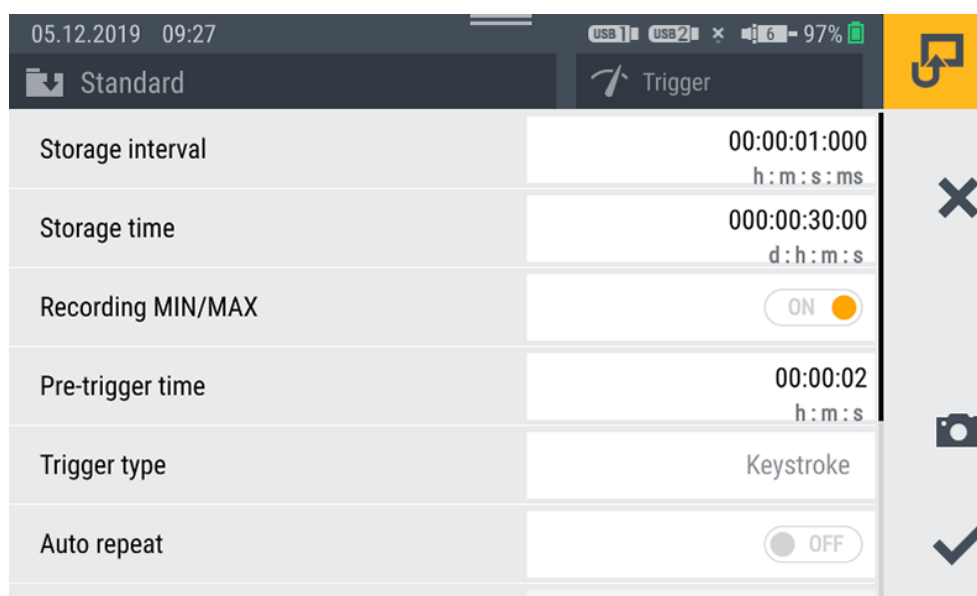 05.12.2019 09:27 USB 1 USB 2 6 97%
Standard Trigger
Storage interval 00:00:01:000
h:m:s:ms
Storage time 000:00:30:00
d:h:m:s
Recording MIN/MAX ON
Pre-trigger time 00:00:02
h:m:s
Trigger type Keystroke
Auto repeat OFF